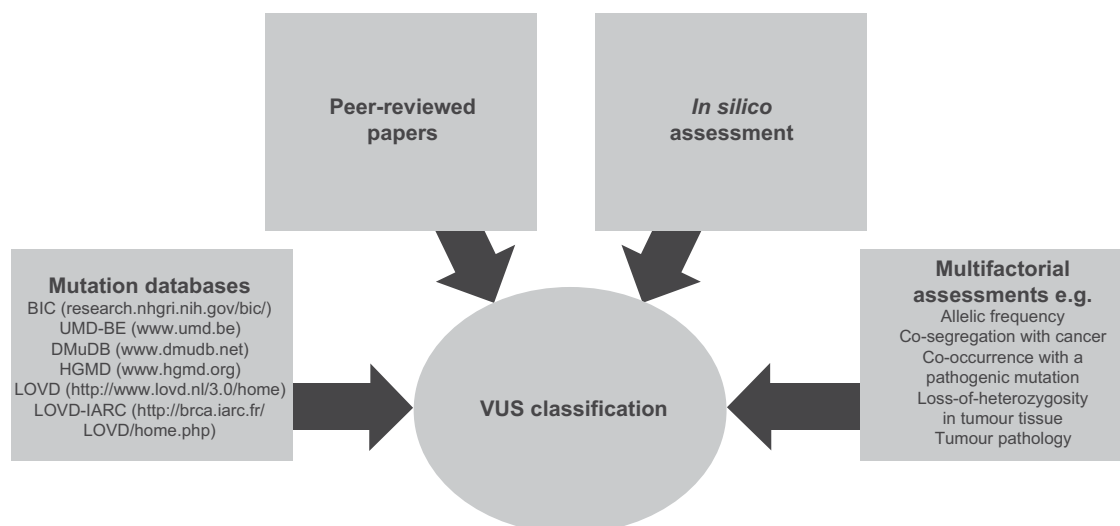 Peer-reviewed
papers
In silico
assessment
Mutation databases
BIC (research.nhgri.nih.gov/bic/)
UMD-BE (www.umd.be)
DMuDB (www.dmudb.net)
HGMD (www.hgmd.org)
LOVD (http://www.lovd.nl/3.0/home)
LOVD-IARC (http://brca.iarc.fr/
LOVD/home.php)
VUS classification
Multifactorial
assessments e.g.
Allelic frequency
Co-segregation with cancer
Co-occurrence with a
pathogenic mutation
Loss-of-heterozygosity
in tumour tissue
Tumour pathology